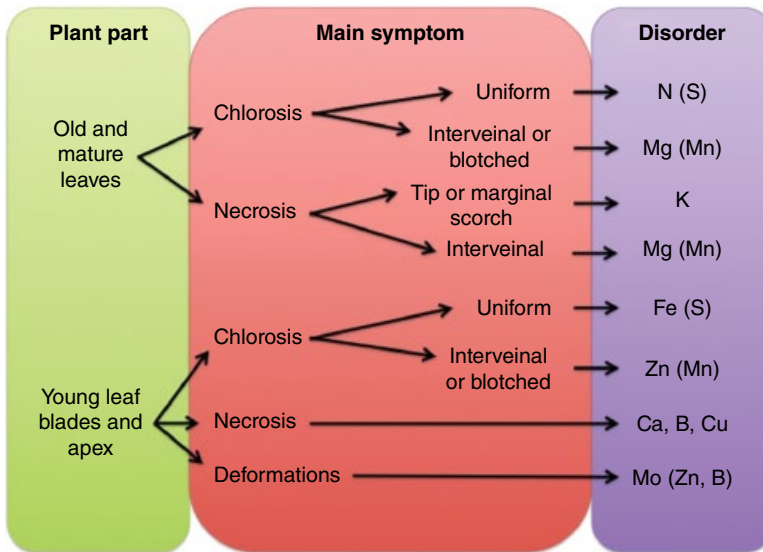 Plant part
Main symptom
Disorder
Old and
mature
leaves
Chlorosis
Uniform
N (S)
Interveinal or
blotched
Mg (Mn)
Necrosis
Tip or marginal
scorch
K
Interveinal
Mg (Mn)
Young leaf
blades and
apex
Chlorosis
Uniform
Fe (S)
Interveinal
or blotched
Zn (Mn)
Necrosis
Ca, B, Cu
Deformations
Mo (Zn, B)